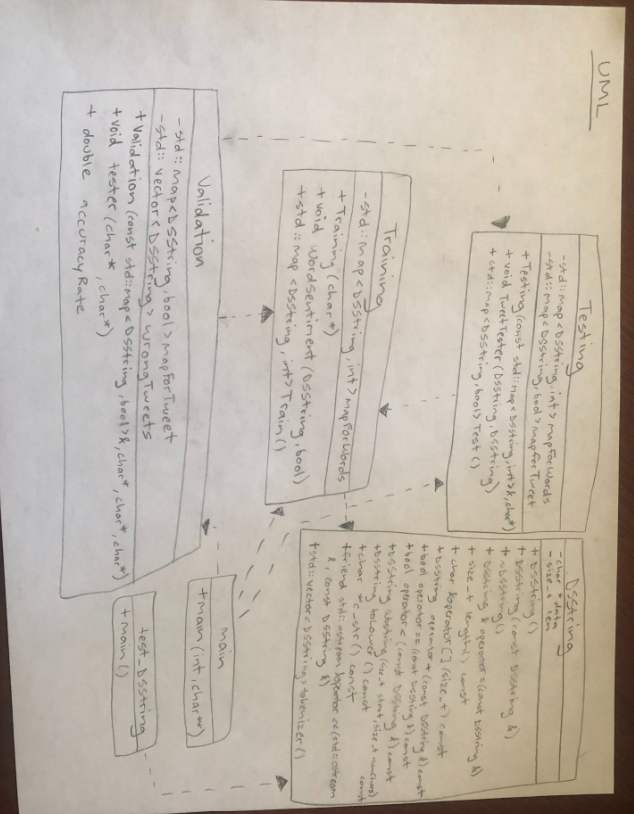 UML
Testing
-std::map<DSString,int>mapForWords
-std::map<DSString,bool>mapForTweet
+Testing(const std::map<DSString,int>&,char*)
+void TweetTester(DSString,DSString)
+std::map<DSString,bool>Test()
Training
-std::map<DSString,int>mapForWords
+Training(char*)
+void WordSentiment(DSString,bool)
+std::map<DSString,int>Train()
Validation
-std::map<DSString,bool>mapForTweet
-std::vector<DSString>WrongTweets
+Validation(const std::map<DSString,bool>&,char*,char*,char*)
+void tester(char*,char*)
+double accuracyRate
DSString
-char *data
-size_t len
+DSString()
+DSString(const DSString &)
+~DSString()
+DSString & operator=(const DSString &)
+size_t length() const
+char &operator[](size_t) const
+DSString operator+(const DSString &) const
+bool operator==(const DSString &) const
+bool operator<(const DSString &) const
+DSString substring(size_t start,size_t numChars) const
+DSString toLower() const
+char *c_str() const
+friend std::ostream &operator<<(std::ostream
&, const DSString &)
+std::vector<DSString>tokenizer()
main
+main(int,char**)
test_DSString
+main()